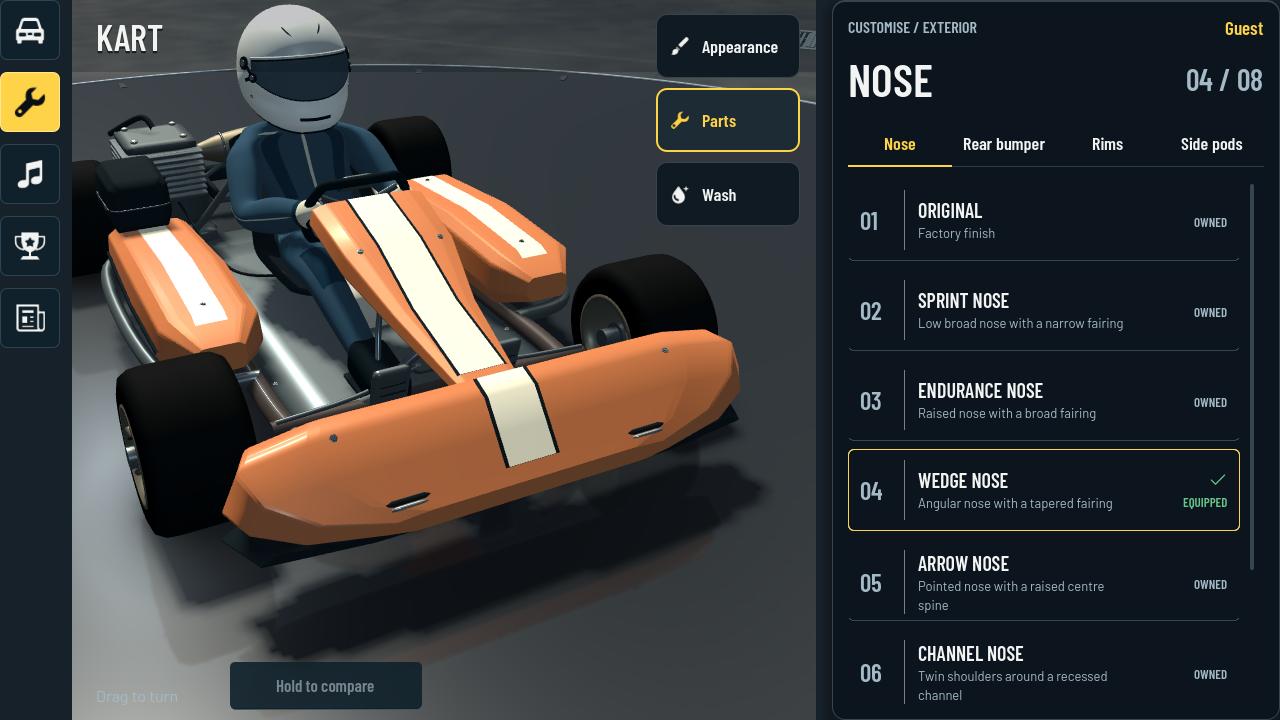 KART
Appearance
Parts
Wash
Drag to turn
Hold to compare
CUSTOMISE / EXTERIOR
Guest
NOSE
04 / 08
Nose
Rear bumper
Rims
Side pods
01
ORIGINAL
Factory finish
OWNED
02
SPRINT NOSE
Low broad nose with a narrow fairing
OWNED
03
ENDURANCE NOSE
Raised nose with a broad fairing
OWNED
04
WEDGE NOSE
Angular nose with a tapered fairing
EQUIPPED
05
ARROW NOSE
Pointed nose with a raised centre
spine
OWNED
06
CHANNEL NOSE
Twin shoulders around a recessed
channel
OWNED